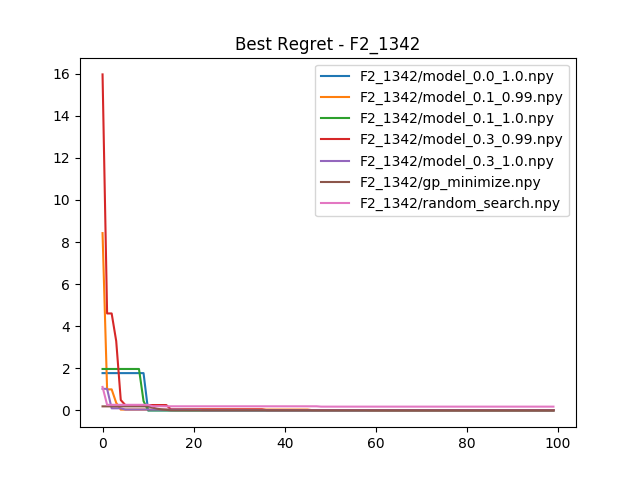 Best Regret - F2_1342
16
14
12
10
8
6
4
2
0
F2_1342/model_0.0_1.0.npy
F2_1342/model_0.1_0.99.npy
F2_1342/model_0.1_1.0.npy
F2_1342/model_0.3_0.99.npy
F2_1342/model_0.3_1.0.npy
F2_1342/gp_minimize.npy
F2_1342/random_search.npy
0 20 40 60 80 100